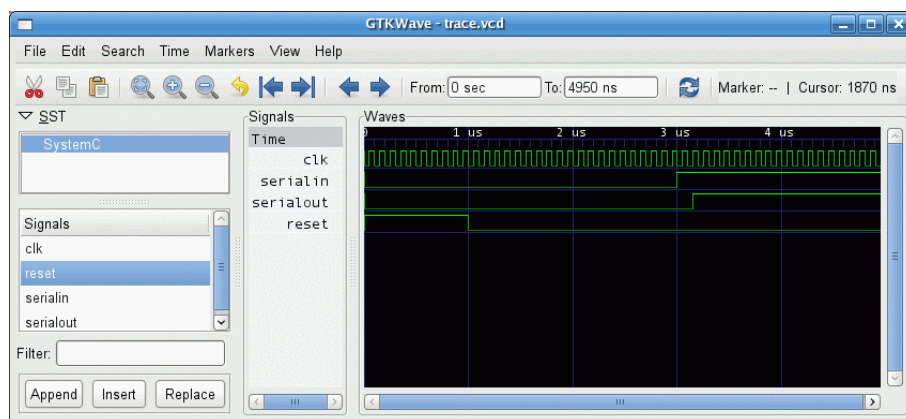 GTKWave - trace.vcd
File Edit Search Time Markers View Help
From: 0 sec To: 4950 ns Marker: -- | Cursor: 1870 ns
SST
SystemC
Signals
clk
reset
serialin
serialout
Filter:
Append Insert Replace
Signals
Time
clk
serialin
serialout
reset
Waves
1 us 2 us 3 us 4 us